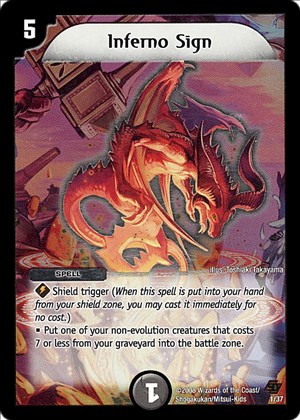 5
Inferno Sign
Illus. Toshiaki Takayama
SPELL
Shield trigger (When this spell is put into your hand
from your shield zone, you may cast it immediately for
no cost.)
■ Put one of your non-evolution creatures that costs
7 or less from your graveyard into the battle zone.
Wizards of the Coast/
Shogakukan/Mitsui-Kids
1/37